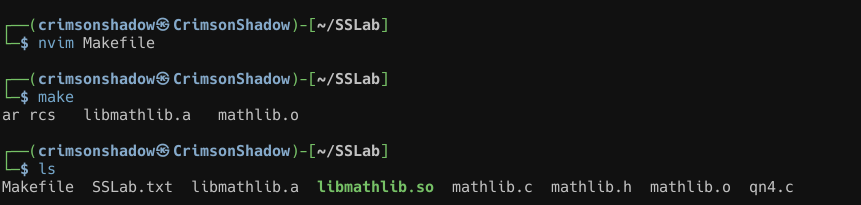 ┌──(crimsonshadow㉿CrimsonShadow)-[~/SSLab]
└─$ nvim Makefile
┌──(crimsonshadow㉿CrimsonShadow)-[~/SSLab]
└─$ make
ar rcs   libmathlib.a   mathlib.o
┌──(crimsonshadow㉿CrimsonShadow)-[~/SSLab]
└─$ ls
Makefile  SSLab.txt  libmathlib.a  libmathlib.so  mathlib.c  mathlib.h  mathlib.o  qn4.c